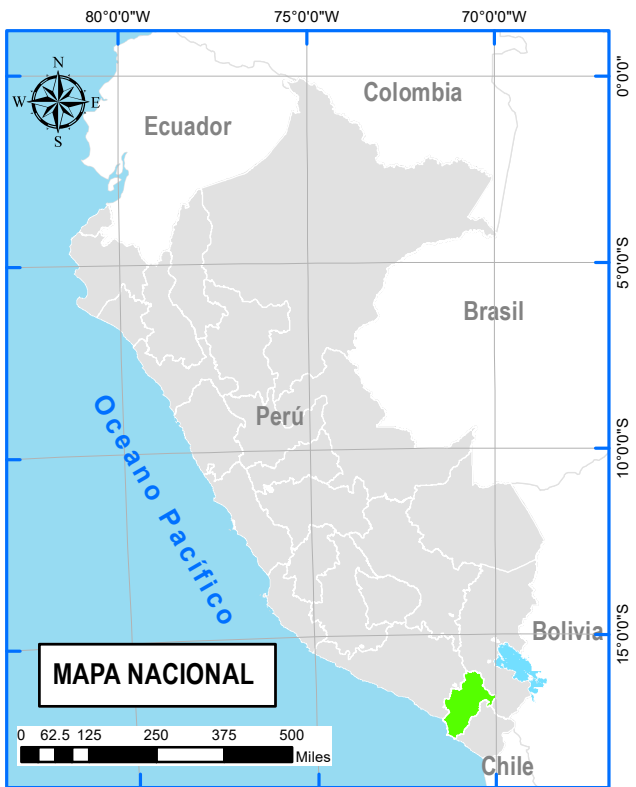 80°0'0"W 75°0'0"W 70°0'0"W
N
W E
S
0°0'0"
Colombia
Ecuador
5°0'0"S
Brasil
Perú
10°0'0"S
Oceano Pacífico
Bolivia
15°0'0"S
MAPA NACIONAL
0 62.5 125 250 375 500
Miles
Chile